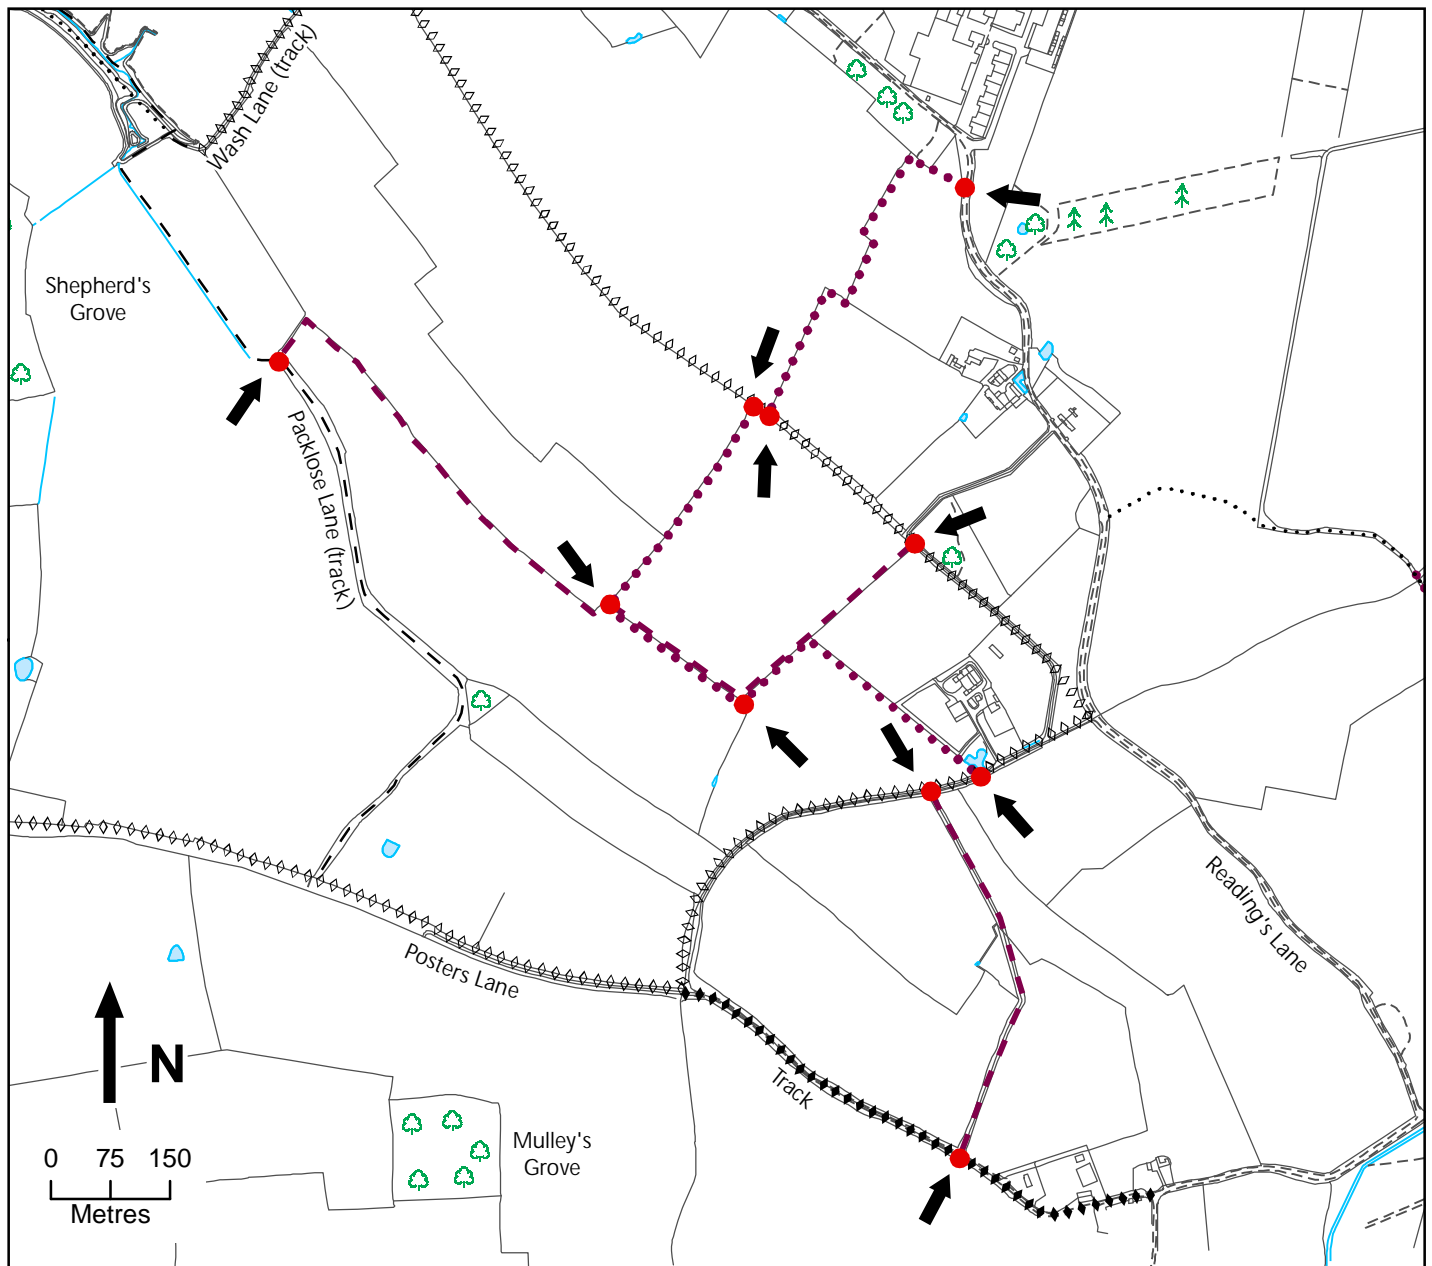 Wash Lane (track)
Shepherd's
Grove
Packlose Lane (track)
Reading's Lane
Posters Lane
N
Track
Mulley's
Grove
0 75 150
Metres